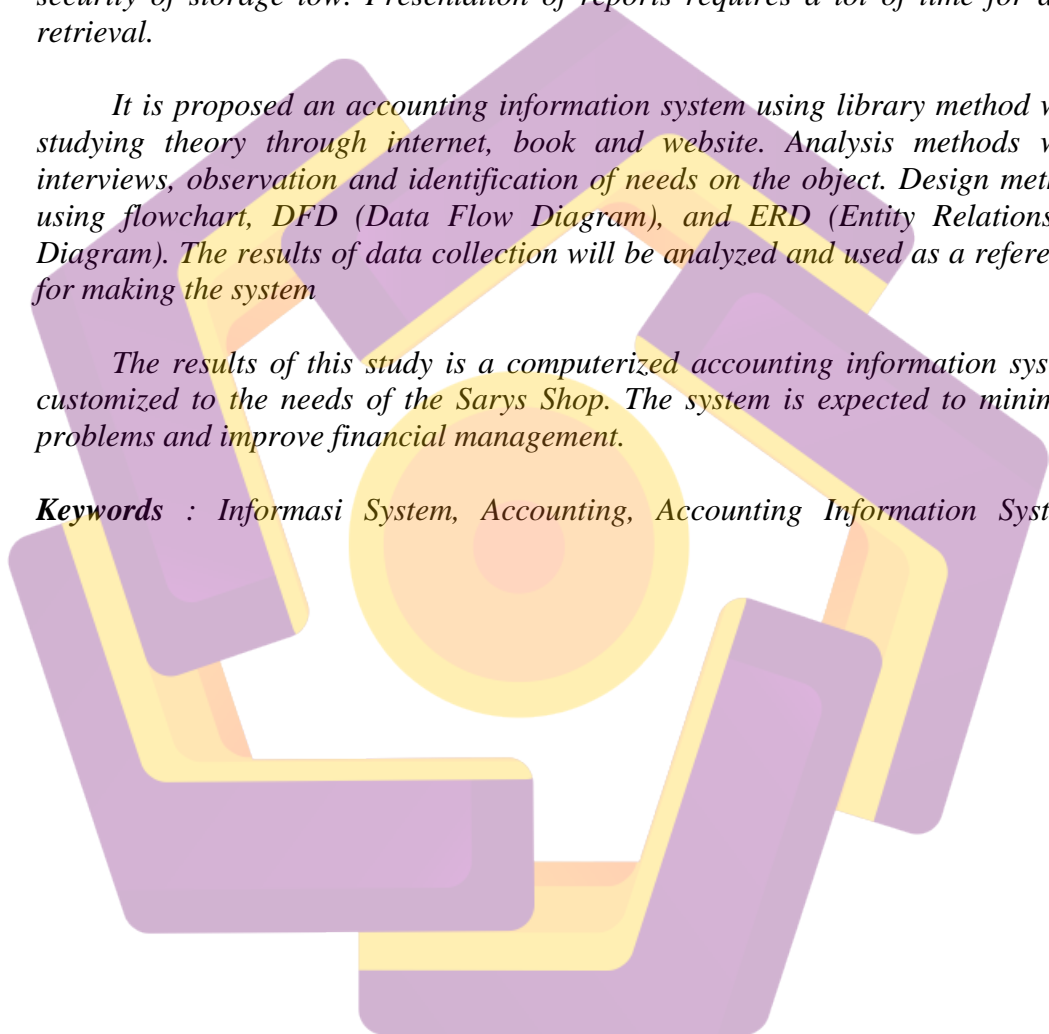 security of storage low. Presentation of reports requires a lot of time for
retrieval.
It is proposed an accounting information system using library method
studying theory through internet, book and website. Analysis methods
interviews, observation and identification of needs on the object. Design
using flowchart, DFD (Data Flow Diagram), and ERD (Entity
Diagram). The results of data collection will be analyzed and used as a
for making the system
The results of this study is a computerized accounting information
customized to the needs of the Sarys Shop. The system is expected to
problems and improve financial management.
Keywords : Informasi System, Accounting, Accounting Information